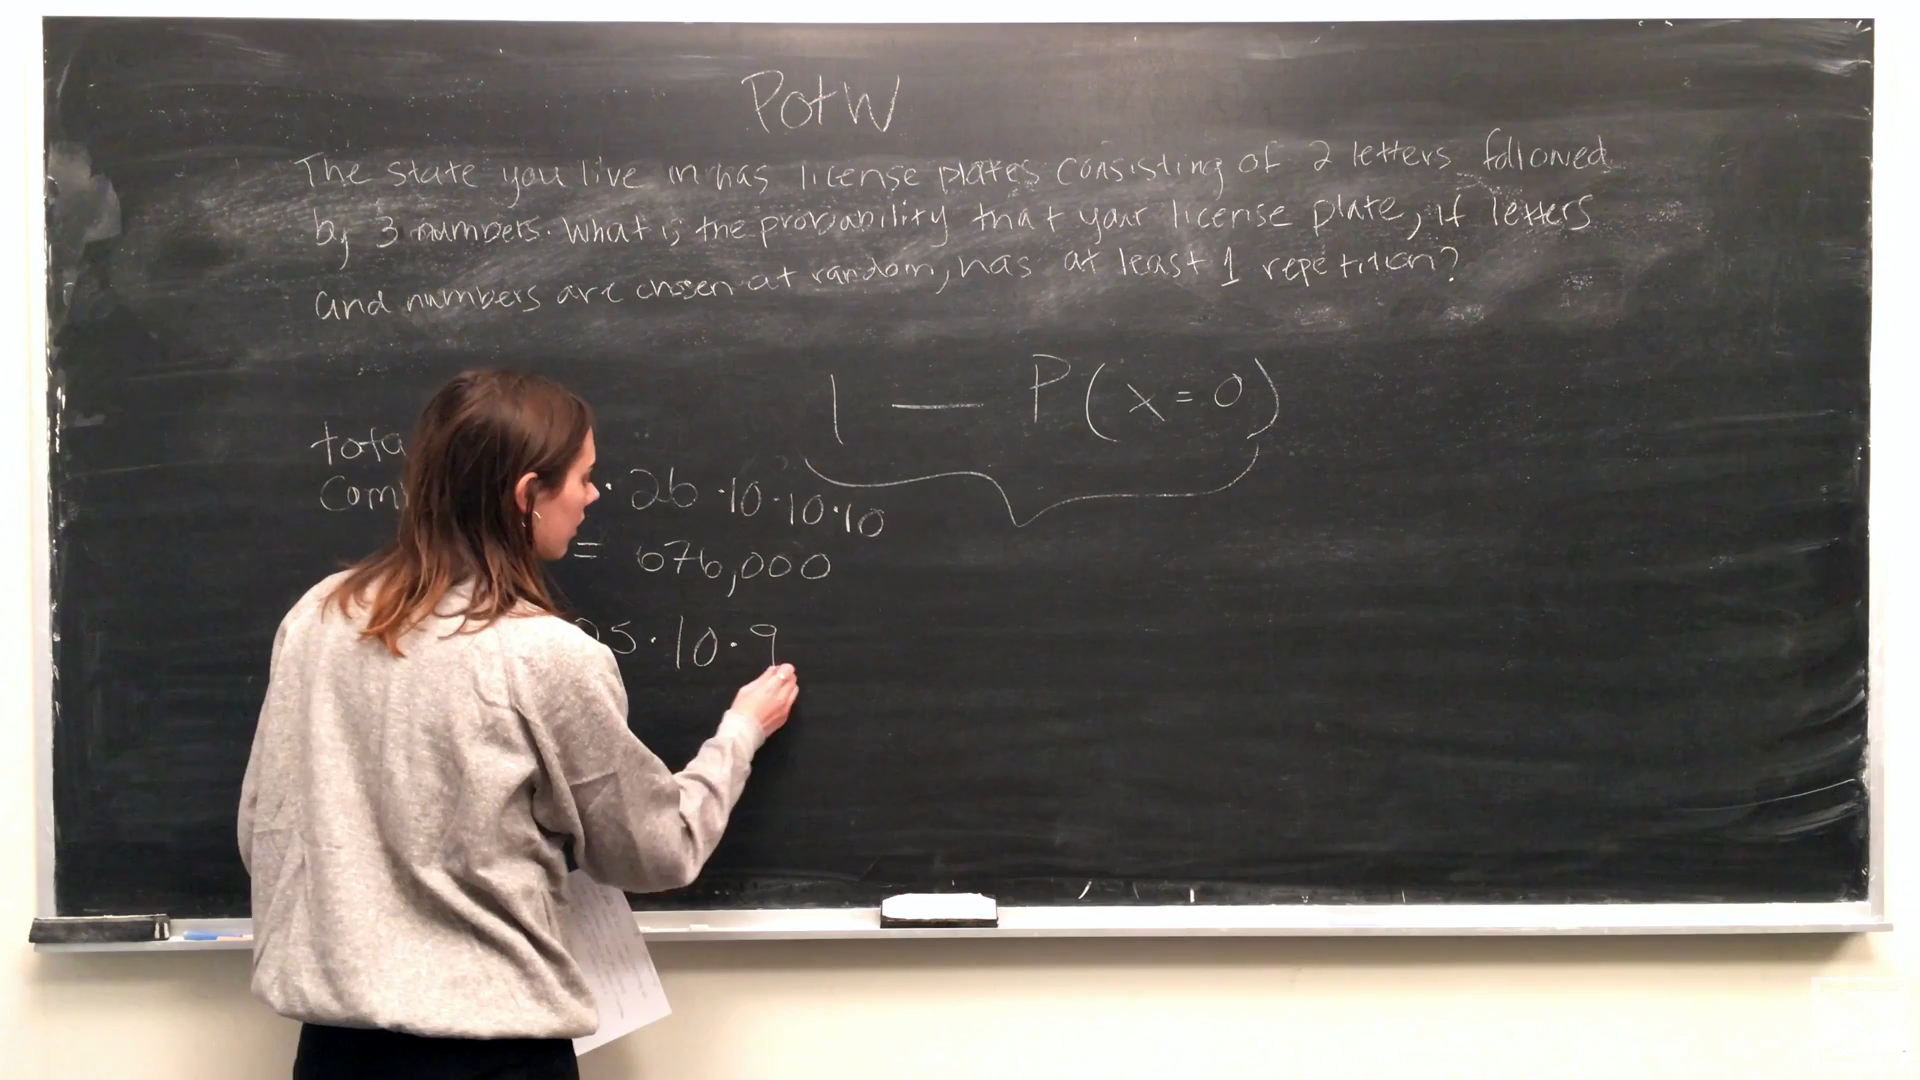 PotW
The state you live in has license plates consisting of 2 letters followed
by 3 numbers. What is the probability that your license plate, if letters
and numbers are chosen at random, has at least 1 repetition?
1 — P(x=0)
tota
Com · 26 · 10 · 10 · 10
= 676,000
25 · 10 · 9